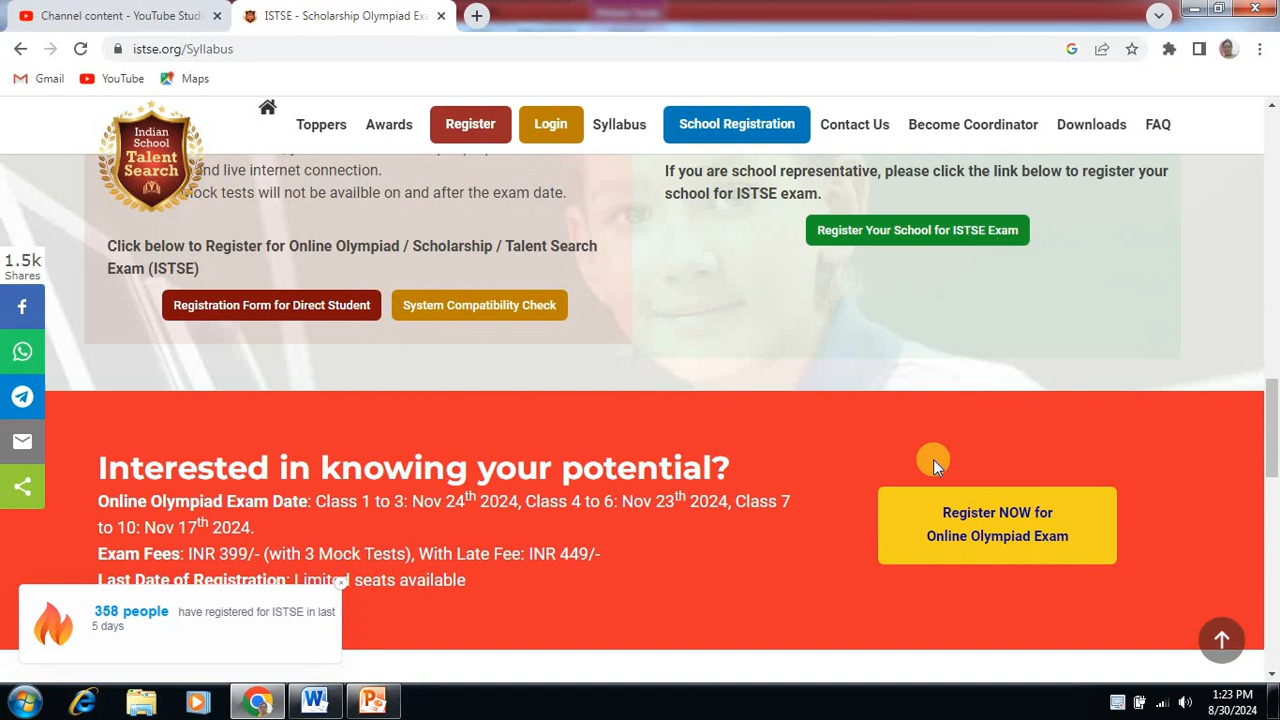 Channel content - YouTube Studi
ISTSE - Scholarship Olympiad Exa
istse.org/Syllabus
Gmail
YouTube
Maps
Indian
School
Talent
Search
Toppers
Awards
Register
Login
Syllabus
School Registration
Contact Us
Become Coordinator
Downloads
FAQ
nd live internet connection.
ock tests will not be availble on and after the exam date.
Click below to Register for Online Olympiad / Scholarship / Talent Search
Exam (ISTSE)
Registration Form for Direct Student
System Compatibility Check
If you are school representative, please click the link below to register your
school for ISTSE exam.
Register Your School for ISTSE Exam
1.5k
Shares
Interested in knowing your potential?
Online Olympiad Exam Date: Class 1 to 3: Nov 24th 2024, Class 4 to 6: Nov 23th 2024, Class 7
to 10: Nov 17th 2024.
Exam Fees: INR 399/- (with 3 Mock Tests), With Late Fee: INR 449/-
Last Date of Registration: Limited seats available
Register NOW for
Online Olympiad Exam
358 people have registered for ISTSE in last
5 days
1:23 PM
8/30/2024